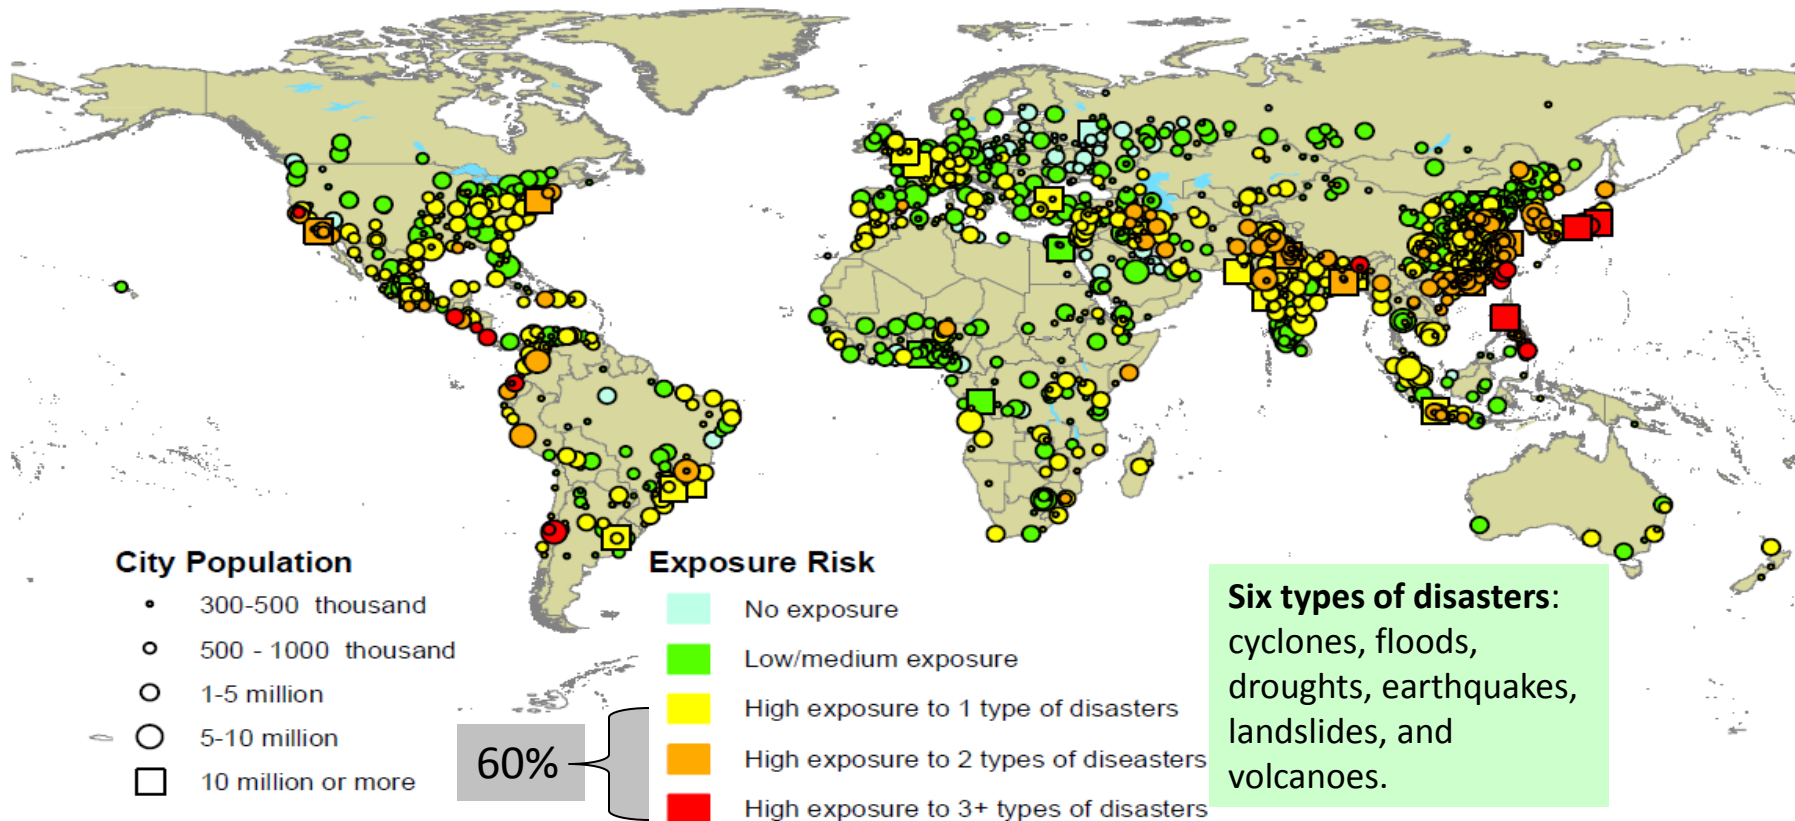 City Population
300-500 thousand
500 - 1000 thousand
1-5 million
5-10 million
10 million or more
60%
Exposure Risk
No exposure
Low/medium exposure
High exposure to 1 type of disasters
High exposure to 2 types of diseasters
High exposure to 3+ types of disasters
Six types of disasters:
cyclones, floods,
droughts, earthquakes,
landslides, and
volcanoes.